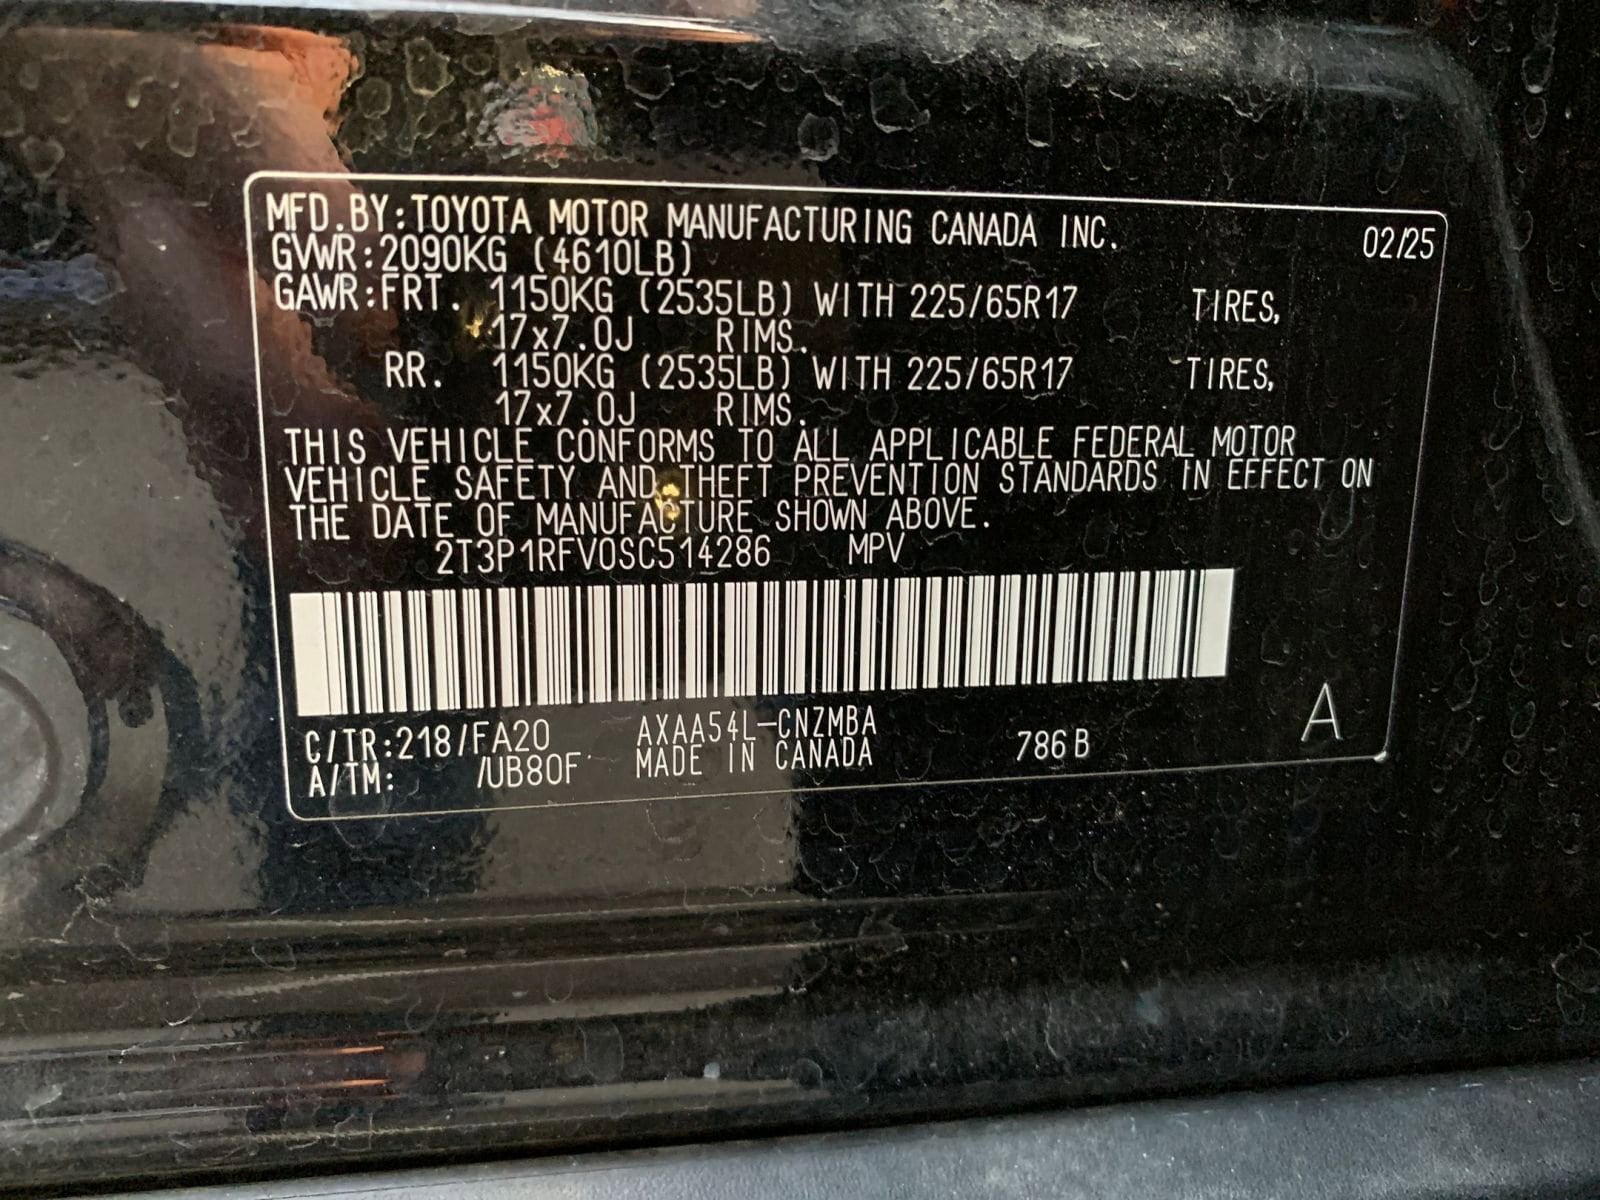 MFD.BY:TOYOTA MOTOR MANUFACTURING CANADA INC. 02/25
GVWR:2090KG (4610LB)
GAWR:FRT. 1150KG (2535LB) WITH 225/65R17 TIRES,
17x7.0J RIMS.
RR. 1150KG (2535LB) WITH 225/65R17 TIRES,
17x7.0J RIMS.
THIS VEHICLE CONFORMS TO ALL APPLICABLE FEDERAL MOTOR
VEHICLE SAFETY AND THEFT PREVENTION STANDARDS IN EFFECT ON
THE DATE OF MANUFACTURE SHOWN ABOVE.
2T3P1RFV0SC514286 MPV
C/TR:218/FA20 AXAA54L-CNZMBA 786B A
A/TM: /UB80F MADE IN CANADA